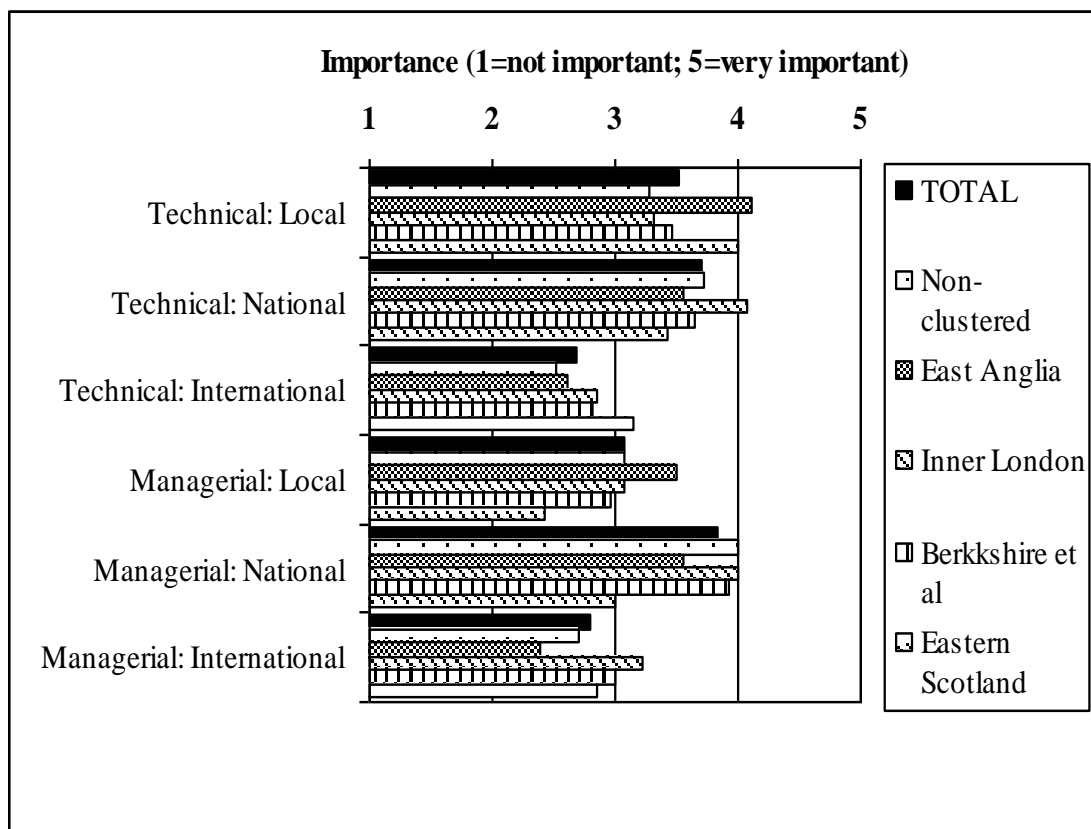 Importance (1=not important; 5=very important)
1 2 3 4 5
Technical: Local
Technical: National
Technical: International
Managerial: Local
Managerial: National
Managerial: International
TOTAL
Non-
clustered
East Anglia
Inner London
Berkkshire et
al
Eastern
Scotland